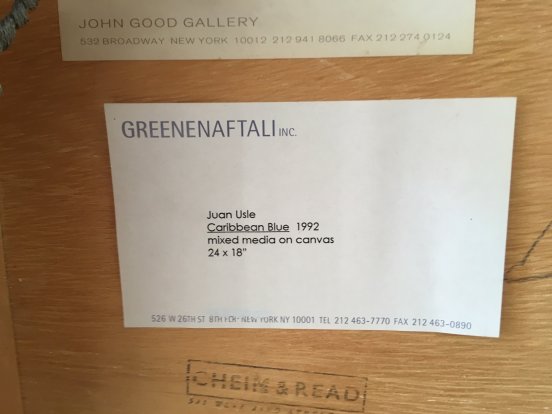 JOHN GOOD GALLERY
532 BROADWAY NEW YORK 10012 212 941 8066 FAX 212 274 0124
GREENENAFTALI INC.
Juan Usle
Caribbean Blue 1992
mixed media on canvas
24 x 18"
526 W 26TH ST 8TH NEW YORK NY 10001 TEL 212 463-7770 FAX 212 463-0890
CHEIM & READ